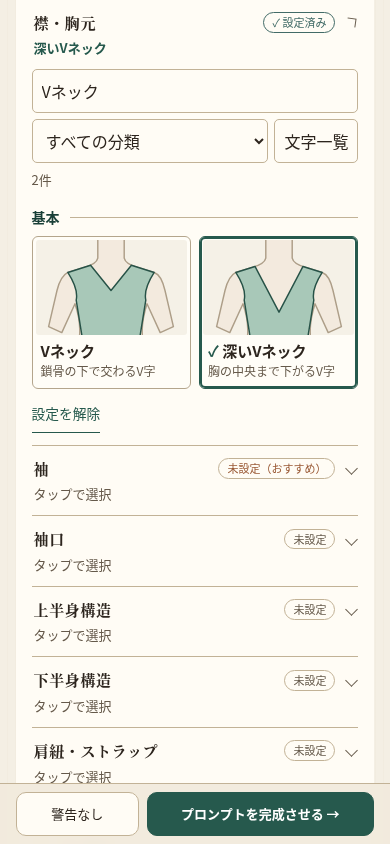 襟・胸元
✓設定済み
深いVネック
Vネック
すべての分類
文字一覧
2件
基本
Vネック
鎖骨の下で交わるV字
✓ 深いVネック
胸の中央まで下がるV字
設定を解除
袖
未設定（おすすめ）
タップで選択
袖口
未設定
タップで選択
上半身構造
未設定
タップで選択
下半身構造
未設定
タップで選択
肩紐・ストラップ
未設定
タップで選択
警告なし
プロンプトを完成させる →